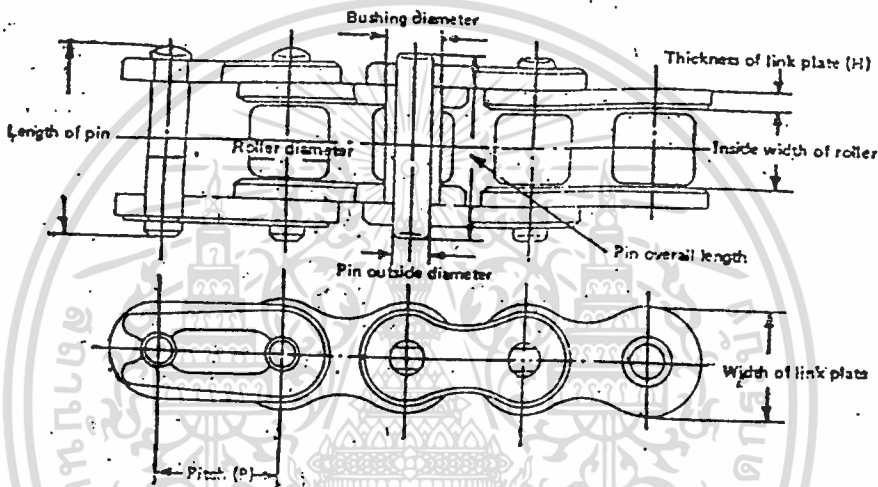 Bushing diameter
Thickness of link plate (H)
Length of pin
Roller diameter
Inside width of roller
Pin overall length
Pin outside diameter
Width of link plate
Pitch (P)